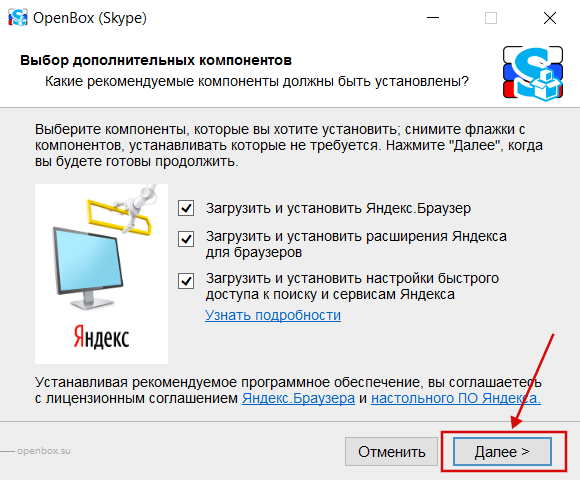 OpenBox (Skype)
Выбор дополнительных компонентов
Какие рекомендуемые компоненты должны быть установлены?
Выберите компоненты, которые вы хотите установить; снимите флажки с
компонентов, устанавливать которые не требуется. Нажмите "Далее", когда
вы будете готовы продолжить.
Загрузить и установить Яндекс.Браузер
Загрузить и установить расширения Яндекса
для браузеров
Загрузить и установить настройки быстрого
доступа к поиску и сервисам Яндекса
Узнать подробности
Яндекс
Устанавливая рекомендуемое программное обеспечение, вы соглашаетесь
с лицензионным соглашением Яндекс.Браузера и настольного ПО Яндекса.
openbox.su
Отменить
Далее >